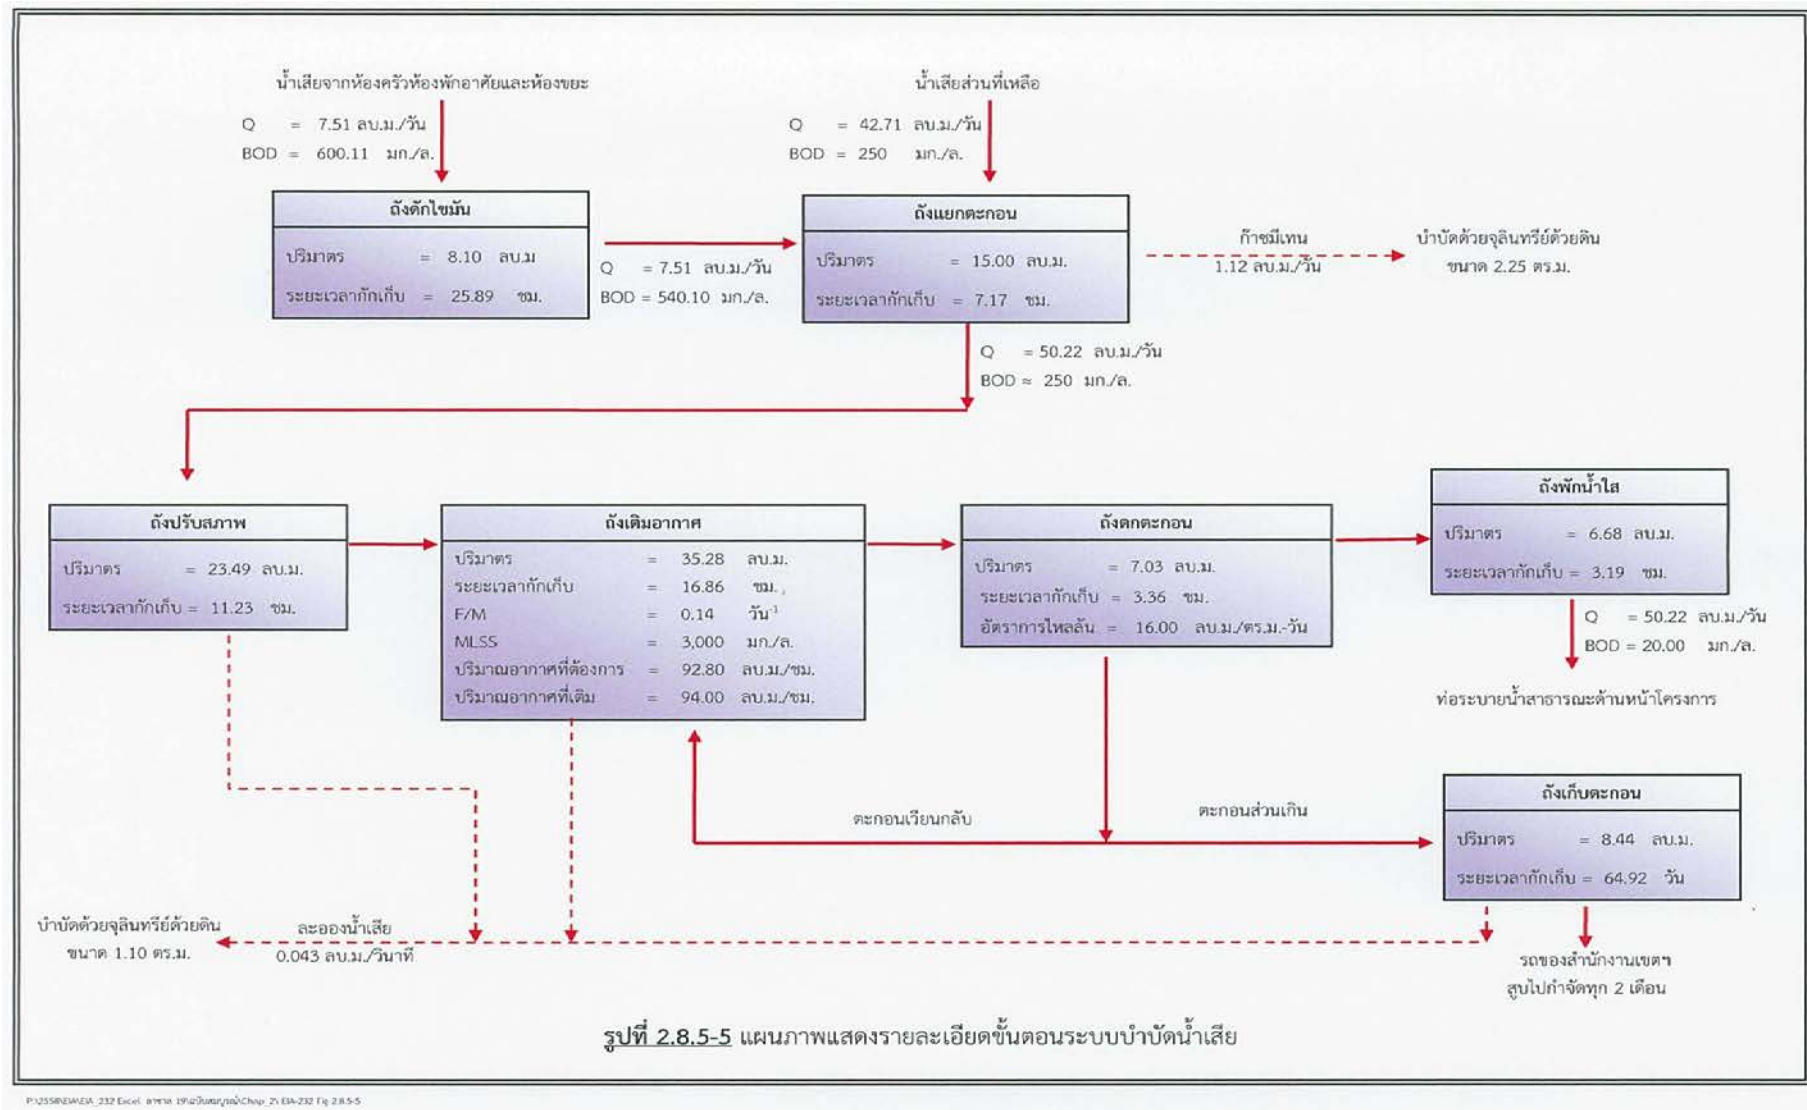 น้ำเสียจากห้องครัวห้องพักอาศัยและห้องขยะ
Q = 7.51 ลบ.ม./วัน
BOD = 600.11 มก./ล.
น้ำเสียส่วนที่เหลือ
Q = 42.71 ลบ.ม./วัน
BOD = 250 มก./ล.
ถังดักไขมัน
ปริมาตร = 8.10 ลบ.ม
ระยะเวลากักเก็บ = 25.89 ชม.
Q = 7.51 ลบ.ม./วัน
BOD = 540.10 มก./ล.
ถังแยกตะกอน
ปริมาตร = 15.00 ลบ.ม.
ระยะเวลากักเก็บ = 7.17 ชม.
ก๊าซมีเทน
1.12 ลบ.ม./วัน
บำบัดด้วยจุลินทรีย์ด้วยดิน
ขนาด 2.25 ตร.ม.
Q = 50.22 ลบ.ม./วัน
BOD ≈ 250 มก./ล.
ถังปรับสภาพ
ปริมาตร = 23.49 ลบ.ม.
ระยะเวลากักเก็บ = 11.23 ชม.
ถังเติมอากาศ
ปริมาตร = 35.28 ลบ.ม.
ระยะเวลากักเก็บ = 16.86 ชม.
F/M = 0.14 วัน⁻¹
MLSS = 3,000 มก./ล.
ปริมาณอากาศที่ต้องการ = 92.80 ลบ.ม./ชม.
ปริมาณอากาศที่เติม = 94.00 ลบ.ม./ชม.
ถังตกตะกอน
ปริมาตร = 7.03 ลบ.ม.
ระยะเวลากักเก็บ = 3.36 ชม.
อัตราการไหลล้น = 16.00 ลบ.ม./ตร.ม.-วัน
ถังพักน้ำใส
ปริมาตร = 6.68 ลบ.ม.
ระยะเวลากักเก็บ = 3.19 ชม.
Q = 50.22 ลบ.ม./วัน
BOD = 20.00 มก./ล.
ท่อระบายน้ำสาธารณะด้านหน้าโครงการ
ตะกอนเวียนกลับ
ตะกอนส่วนเกิน
ถังเก็บตะกอน
ปริมาตร = 8.44 ลบ.ม.
ระยะเวลากักเก็บ = 64.92 วัน
บำบัดด้วยจุลินทรีย์ด้วยดิน
ขนาด 1.10 ตร.ม.
ละอองน้ำเสีย
0.043 ลบ.ม./วินาที
รถของสำนักงานเขตฯ
สูบไปกำจัดทุก 2 เดือน
รูปที่ 2.8.5-5 แผนภาพแสดงรายละเอียดขั้นตอนระบบบำบัดน้ำเสีย